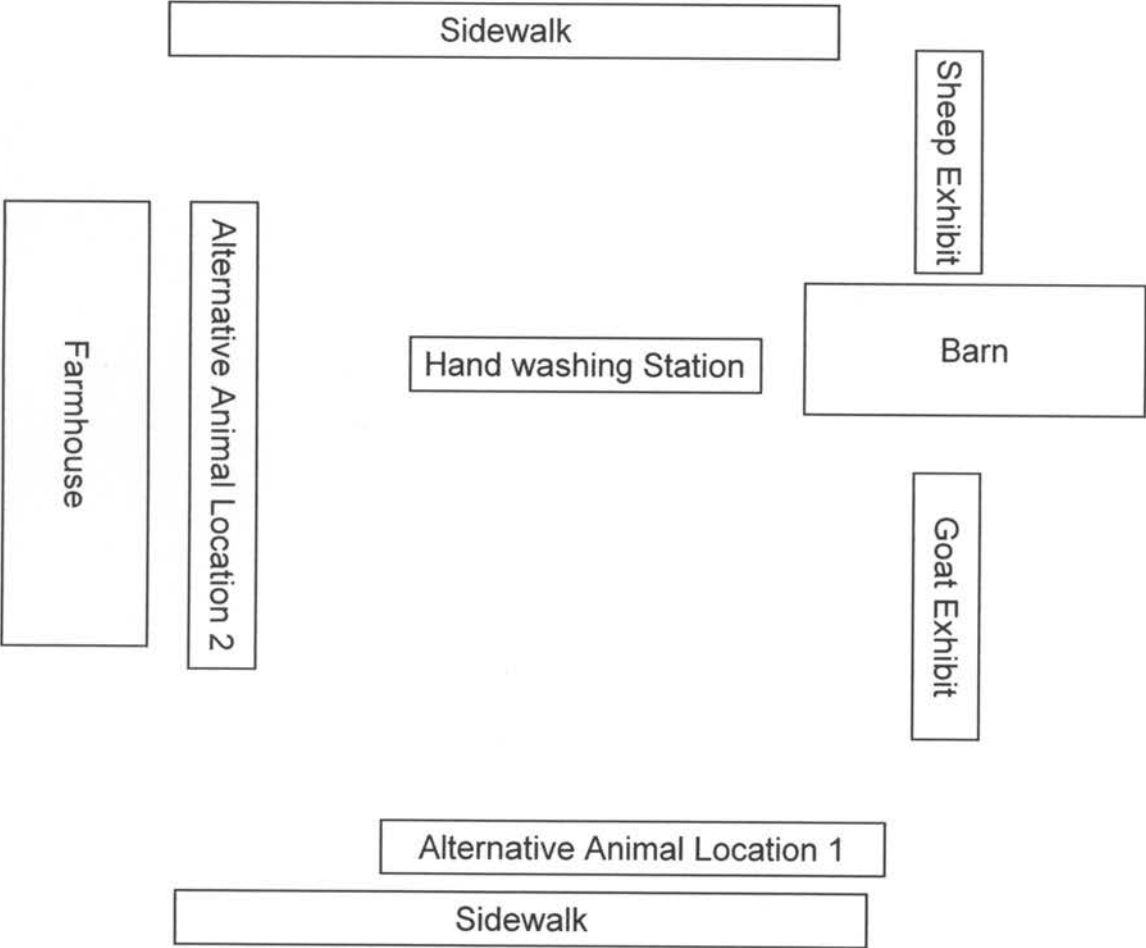 Sidewalk
Sheep Exhibit
Farmhouse
Alternative Animal Location 2
Hand washing Station
Barn
Goat Exhibit
Alternative Animal Location 1
Sidewalk